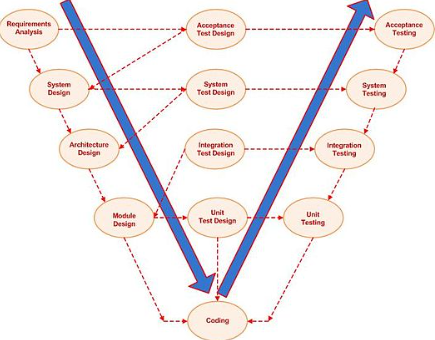 Requirements
Analysis
Acceptance
Test Design
Acceptance
Testing
System
Design
System
Test Design
System
Testing
Architecture
Design
Integration
Test Design
Integration
Testing
Module
Design
Unit
Test Design
Unit
Testing
Coding